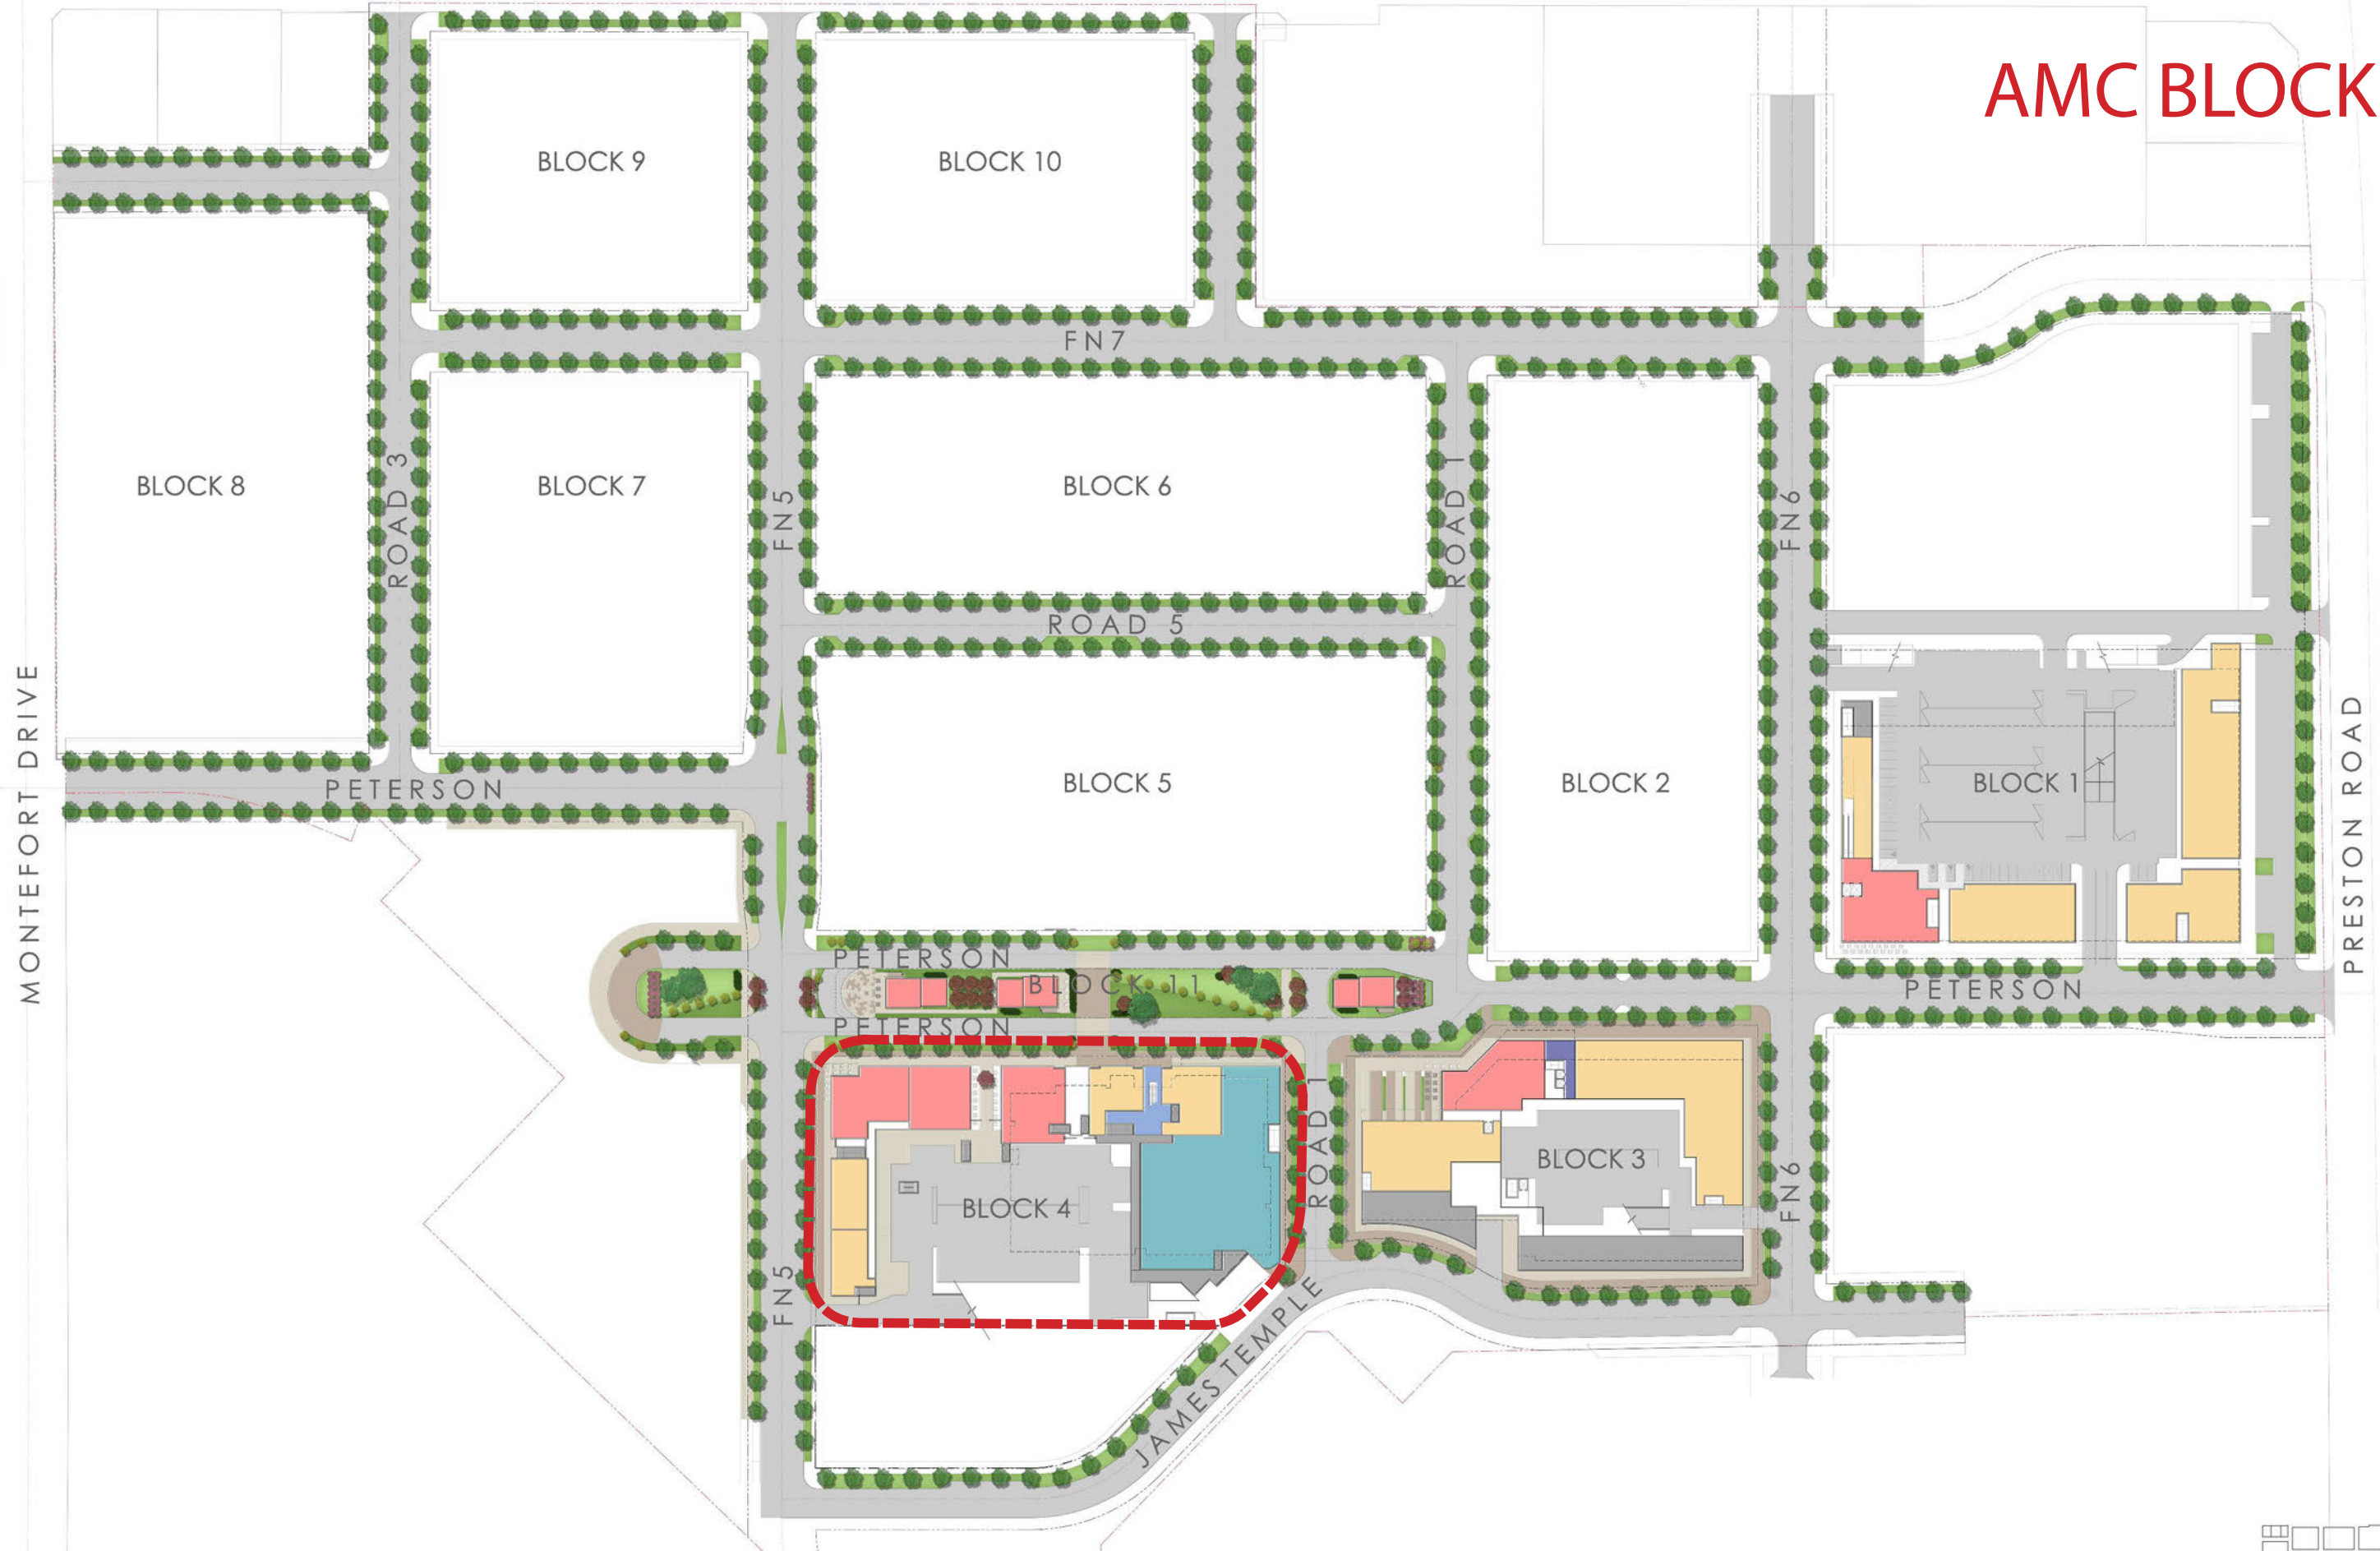 AMC BLOCK
BLOCK 9
BLOCK 10
FN7
BLOCK 8
ROAD 3
BLOCK 7
FN5
BLOCK 6
ROAD 1
FN6
ROAD 5
MONTEFORT DRIVE
PETERSON
BLOCK 5
BLOCK 2
BLOCK 1
PRESTON ROAD
PETERSON
BLOCK 11
PETERSON
PETERSON
ROAD 1
BLOCK 4
BLOCK 3
FN6
FN5
JAMES TEMPLE